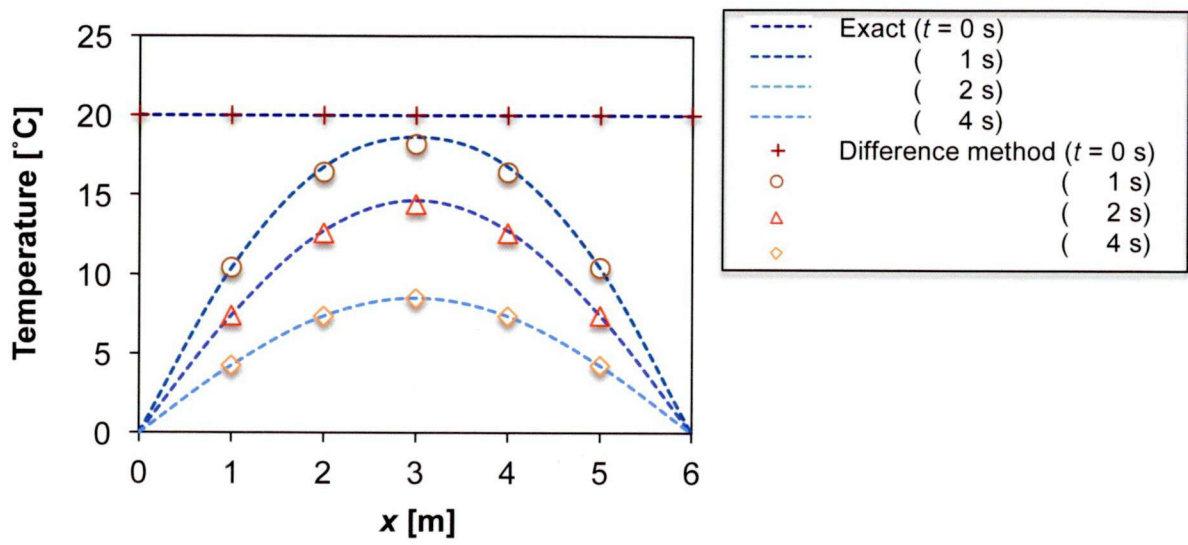 25
20
15
10
5
0
Temperature [˚C]
0 1 2 3 4 5 6
x [m]
Exact (t = 0 s)
( 1 s)
( 2 s)
( 4 s)
Difference method (t = 0 s)
( 1 s)
( 2 s)
( 4 s)